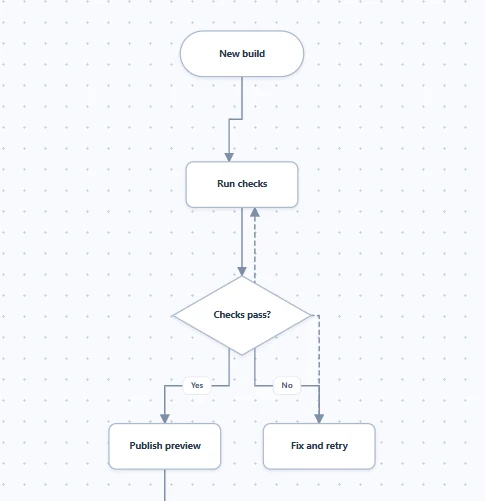 New build
Run checks
Checks pass?
Yes
No
Publish preview
Fix and retry